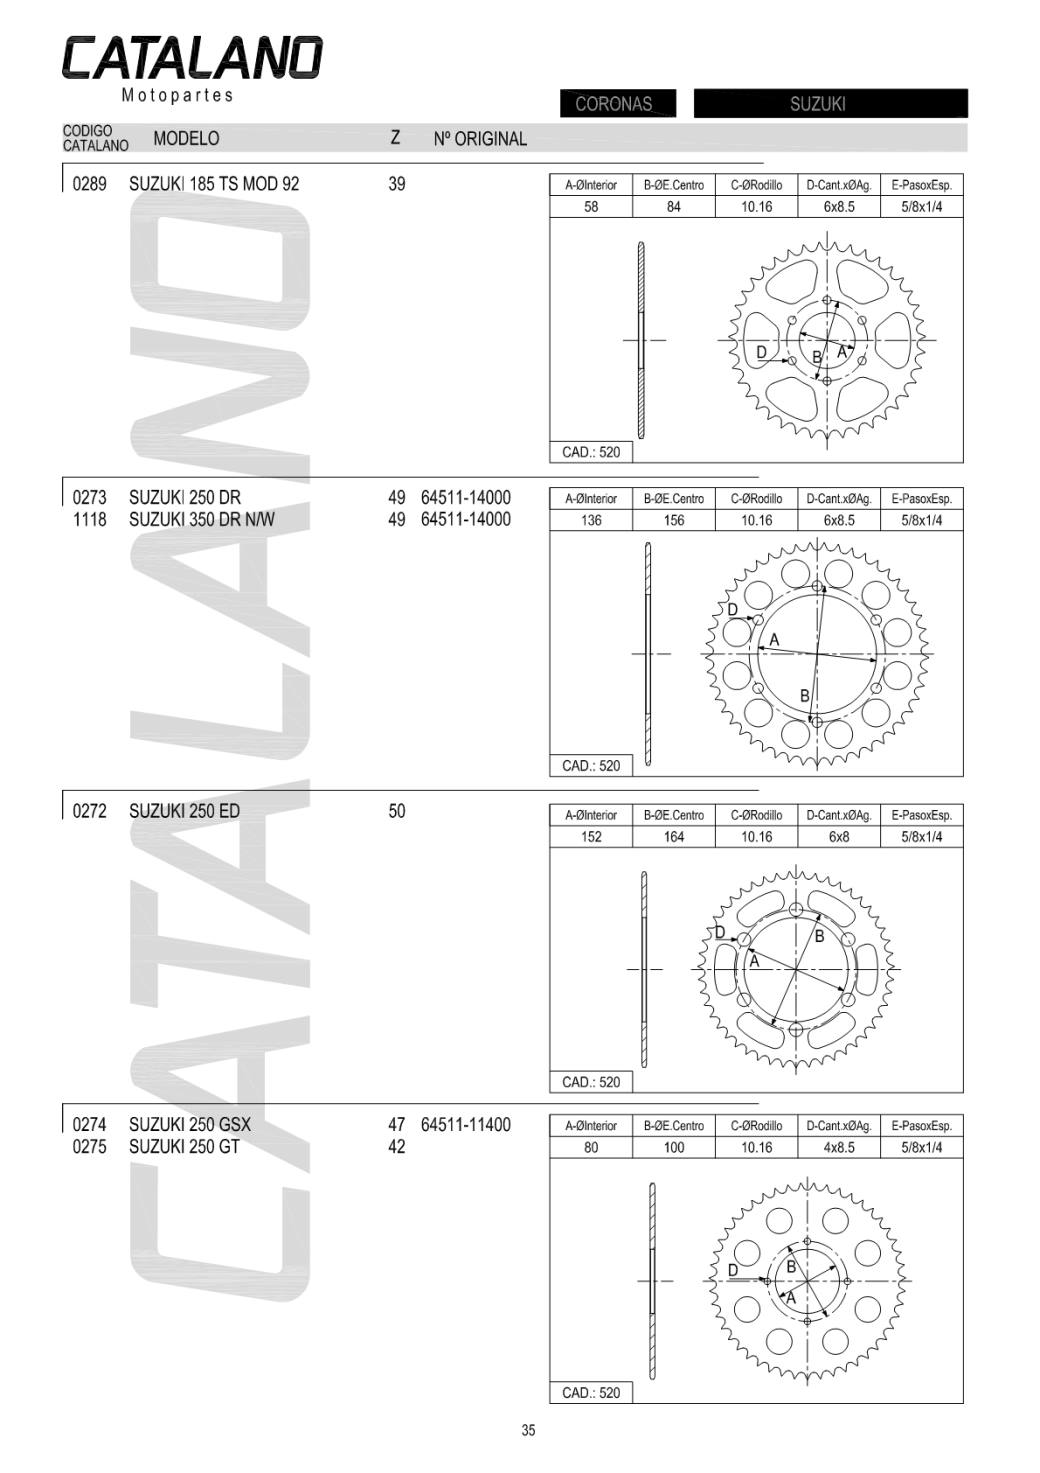 CATALANO
Motopartes
CORONAS SUZUKI
CODIGO CATALANO MODELO Z Nº ORIGINAL
0289 SUZUKI 185 TS MOD 92 39
A-ØInterior B-ØE.Centro C-ØRodillo D-Cant.xØAg. E-PasoxEsp.
58 84 10.16 6x8.5 5/8x1/4
D B A
CAD.: 520
0273 SUZUKI 250 DR 49 64511-14000
1118 SUZUKI 350 DR N/W 49 64511-14000
A-ØInterior B-ØE.Centro C-ØRodillo D-Cant.xØAg. E-PasoxEsp.
136 156 10.16 6x8.5 5/8x1/4
D
A
B
CAD.: 520
0272 SUZUKI 250 ED 50
A-ØInterior B-ØE.Centro C-ØRodillo D-Cant.xØAg. E-PasoxEsp.
152 164 10.16 6x8 5/8x1/4
D B
A
CAD.: 520
0274 SUZUKI 250 GSX 47 64511-11400
0275 SUZUKI 250 GT 42
A-ØInterior B-ØE.Centro C-ØRodillo D-Cant.xØAg. E-PasoxEsp.
80 100 10.16 4x8.5 5/8x1/4
D B
A
CAD.: 520
CATALANO
35